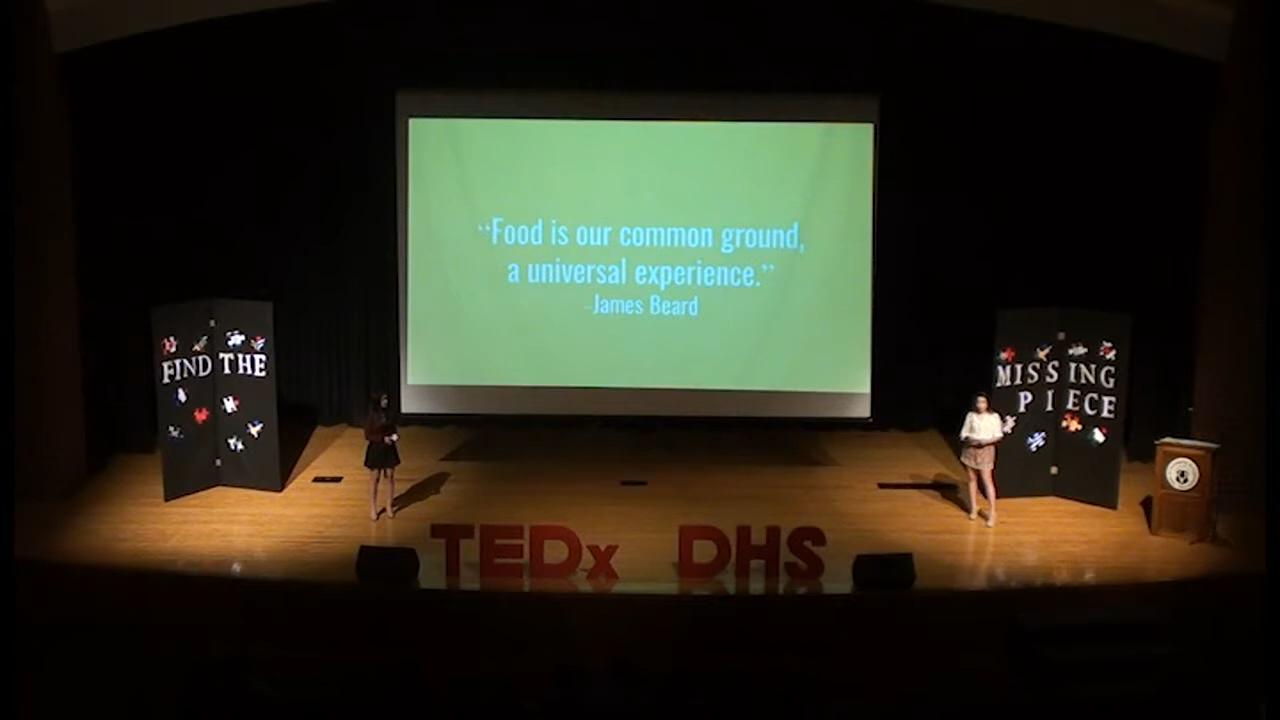 “Food is our common ground,
a universal experience.”
-James Beard
FIND THE
MISSING
PIECE
TEDx DHS